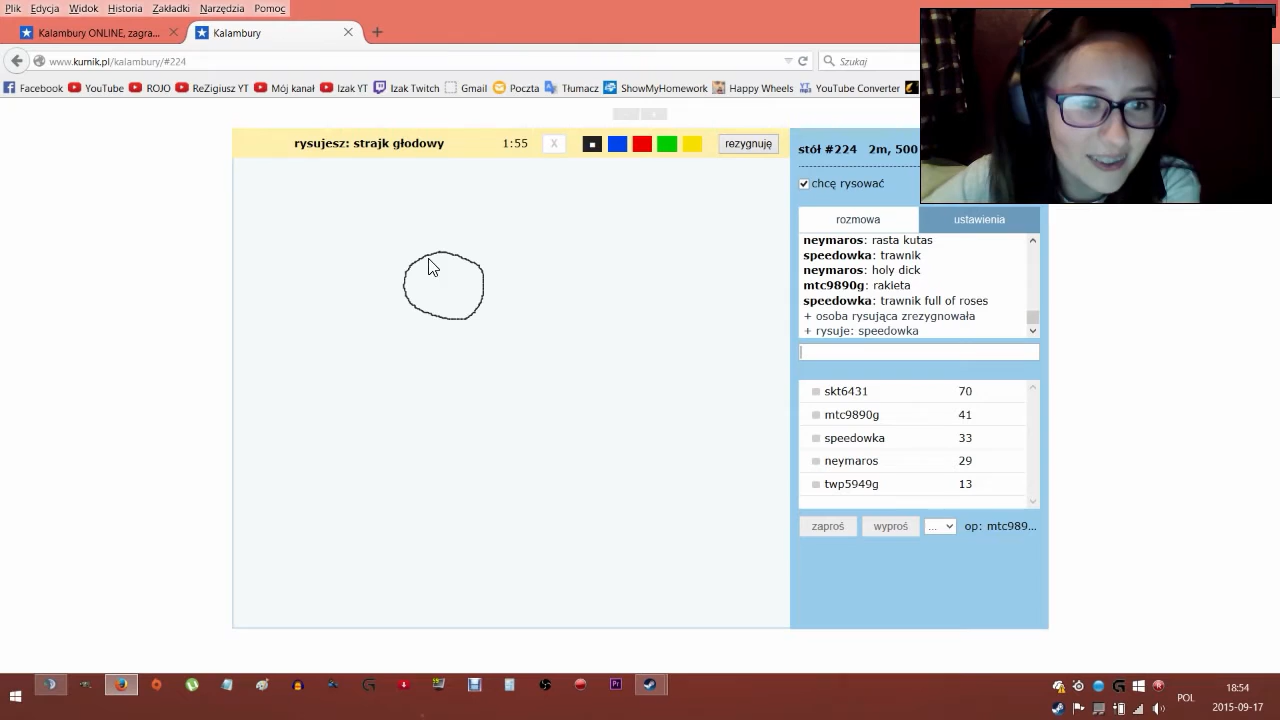 Plik Edycja Widok Historia Zakładki Narzędzia Pomoc
Kalambury ONLINE, zagra... Kalambury
www.kurnik.pl/kalambury/#224 Szukaj
Facebook YouTube ROJO ReZigiusz YT Mój kanał Izak YT Izak Twitch Gmail Poczta Tłumacz ShowMyHomework Happy Wheels YouTube Converter
rysujesz: strajk głodowy 1:55 X rezygnuję
stół #224 2m, 500
chcę rysować
rozmowa ustawienia
neymaros: rasta kutas
speedowka: trawnik
neymaros: holy dick
mtc9890g: rakieta
speedowka: trawnik full of roses
+ osoba rysująca zrezygnowała
+ rysuje: speedowka
skt6431 70
mtc9890g 41
speedowka 33
neymaros 29
twp5949g 13
zaproś wyproś ... op: mtc989...
POL
18:54
2015-09-17